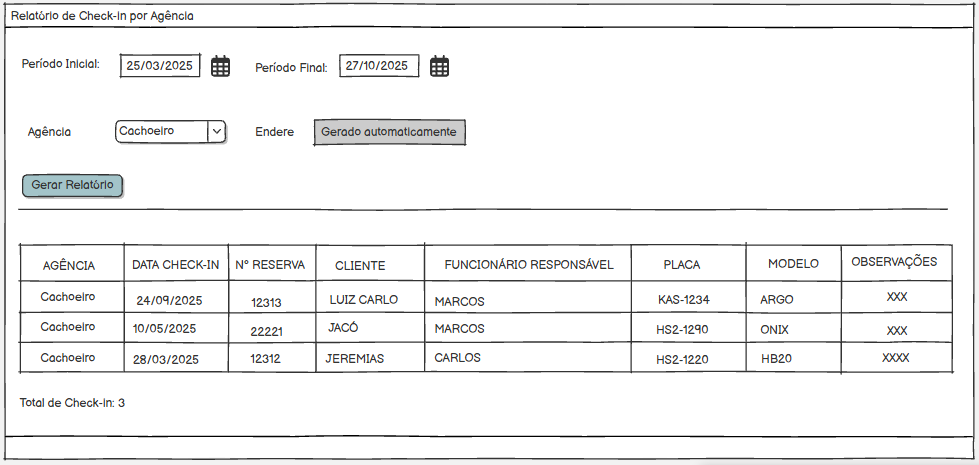 Relatório de Check-in por Agência
Período Inicial: 25/03/2025 Período Final: 27/10/2025
Agência Cachoeiro Endere Gerado automaticamente
Gerar Relatório
AGÊNCIA DATA CHECK-IN N° RESERVA CLIENTE FUNCIONÁRIO RESPONSÁVEL PLACA MODELO OBSERVAÇÕES
Cachoeiro 24/09/2025 12313 LUIZ CARLO MARCOS KAS-1234 ARGO XXX
Cachoeiro 10/05/2025 22221 JACÓ MARCOS HS2-1290 ONIX XXX
Cachoeiro 28/03/2025 12312 JEREMIAS CARLOS HS2-1220 HB20 XXXX
Total de Check-in: 3